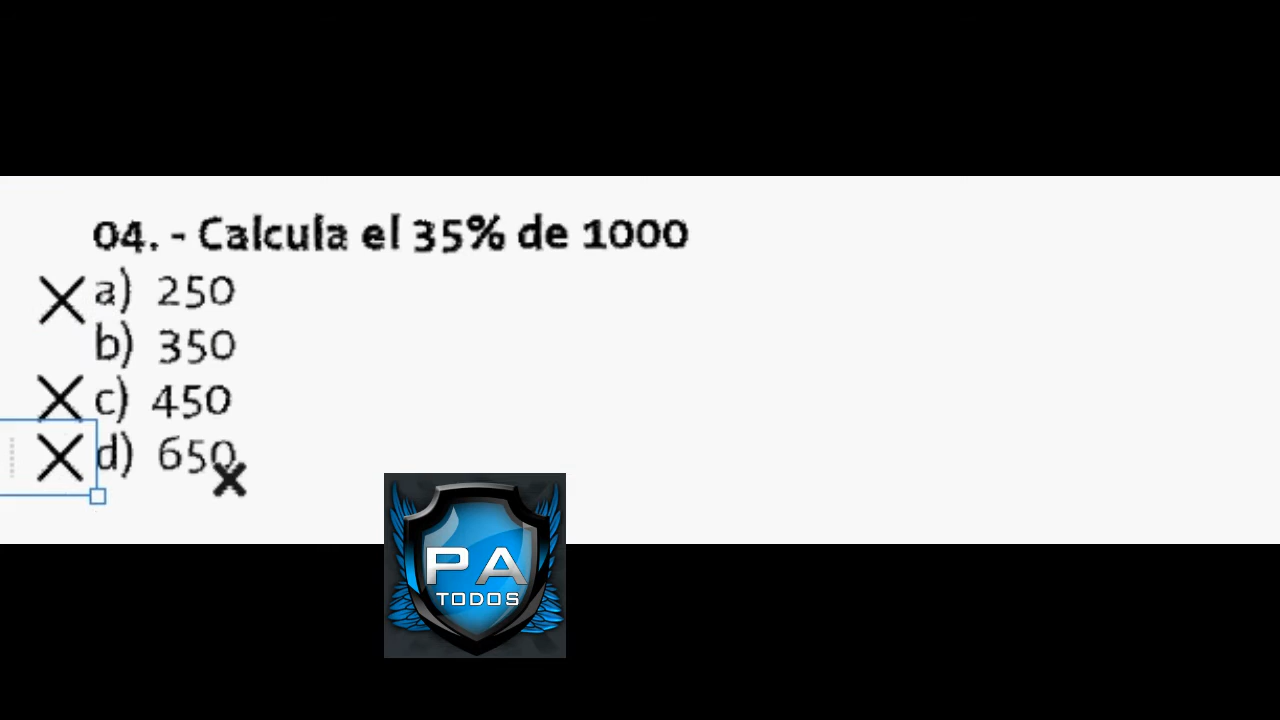 04. - Calcula el 35% de 1000
a) 250
b) 350
c) 450
d) 650
PA
TODOS